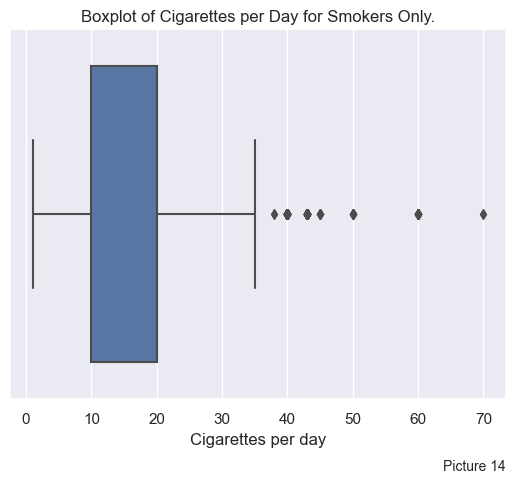 Boxplot of Cigarettes per Day for Smokers Only.
0 10 20 30 40 50 60 70
Cigarettes per day
Picture 14